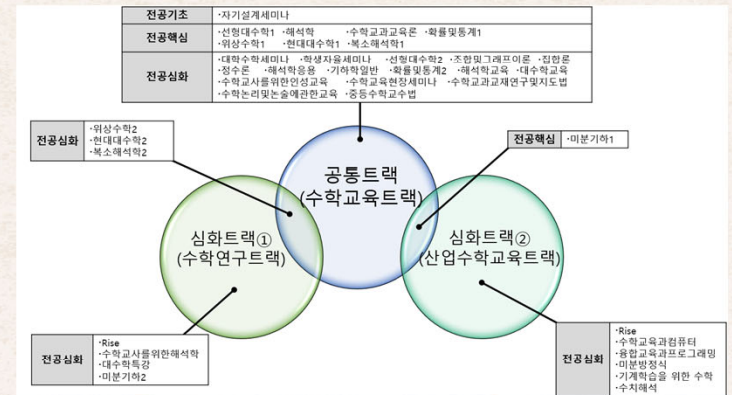 전공기초 ·자기설계세미나
전공핵심 ·선형대수학1 ·해석학 ·수학교과교육론 ·확률및통계1
·위상수학1 ·현대대수학1 ·복소해석학1
전공심화 ·대학수학세미나 ·학생자율세미나 ·선형대수학2 ·조합및그래프이론 ·집합론
·정수론 ·해석학응용 ·기하학일반 ·확률및통계2 ·해석학교육 ·대수학교육
·수학교사를위한인성교육 ·수학교육현장세미나 ·수학교과교재연구및지도법
·수학논리및논술에관한교육 ·중등수학교수법
전공심화 ·위상수학2
·현대대수학2
·복소해석학2
전공핵심 ·미분기하1
공통트랙
(수학교육트랙)
심화트랙①
(수학연구트랙)
심화트랙②
(산업수학교육트랙)
전공심화 ·Rise
·수학교사를위한해석학
·대수학특강
·미분기하2
전공심화 ·Rise
·수학교육과컴퓨터
·융합교육과프로그래밍
·미분방정식
·기계학습을 위한 수학
·수치해석